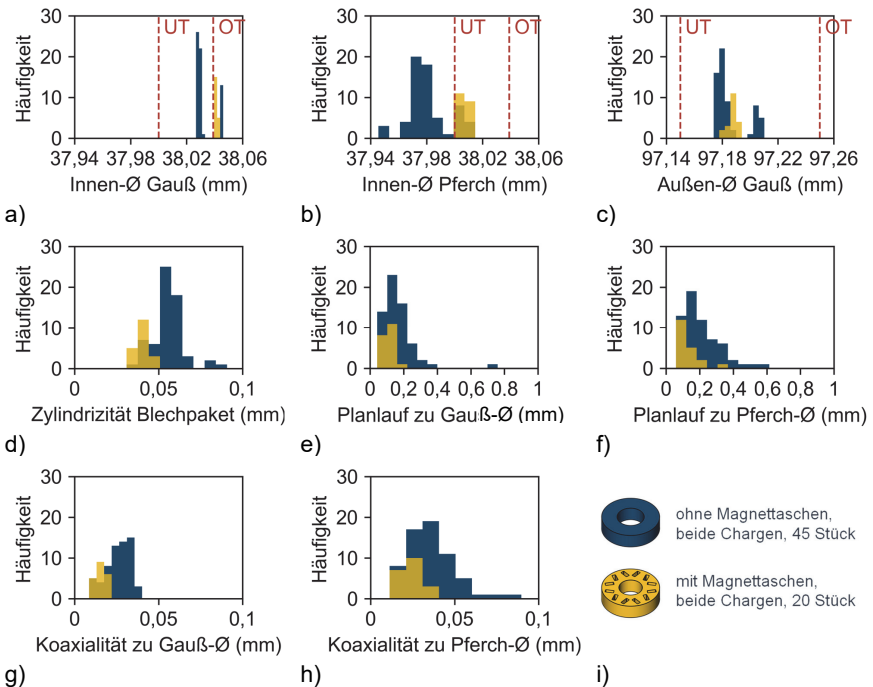 30
20
10
0
Häufigkeit
UT
OT
37,94 37,98 38,02 38,06
Innen-Ø Gauß (mm)
a)
30
20
10
0
Häufigkeit
UT
OT
37,94 37,98 38,02 38,06
Innen-Ø Pferch (mm)
b)
30
20
10
0
Häufigkeit
UT
OT
97,14 97,18 97,22 97,26
Außen-Ø Gauß (mm)
c)
30
20
10
0
Häufigkeit
0 0,05 0,1
Zylindrizität Blechpaket (mm)
d)
30
20
10
0
Häufigkeit
0 0,2 0,4 0,6 0,8 1
Planlauf zu Gauß-Ø (mm)
e)
30
20
10
0
Häufigkeit
0 0,2 0,4 0,6 0,8 1
Planlauf zu Pferch-Ø (mm)
f)
30
20
10
0
Häufigkeit
0,0 0,05 0,1
Koaxialität zu Gauß-Ø (mm)
g)
30
20
10
0
Häufigkeit
0,0 0,05 0,1
Koaxialität zu Pferch-Ø (mm)
h)
ohne Magnettaschen,
beide Chargen, 45 Stück
mit Magnettaschen,
beide Chargen, 20 Stück
i)